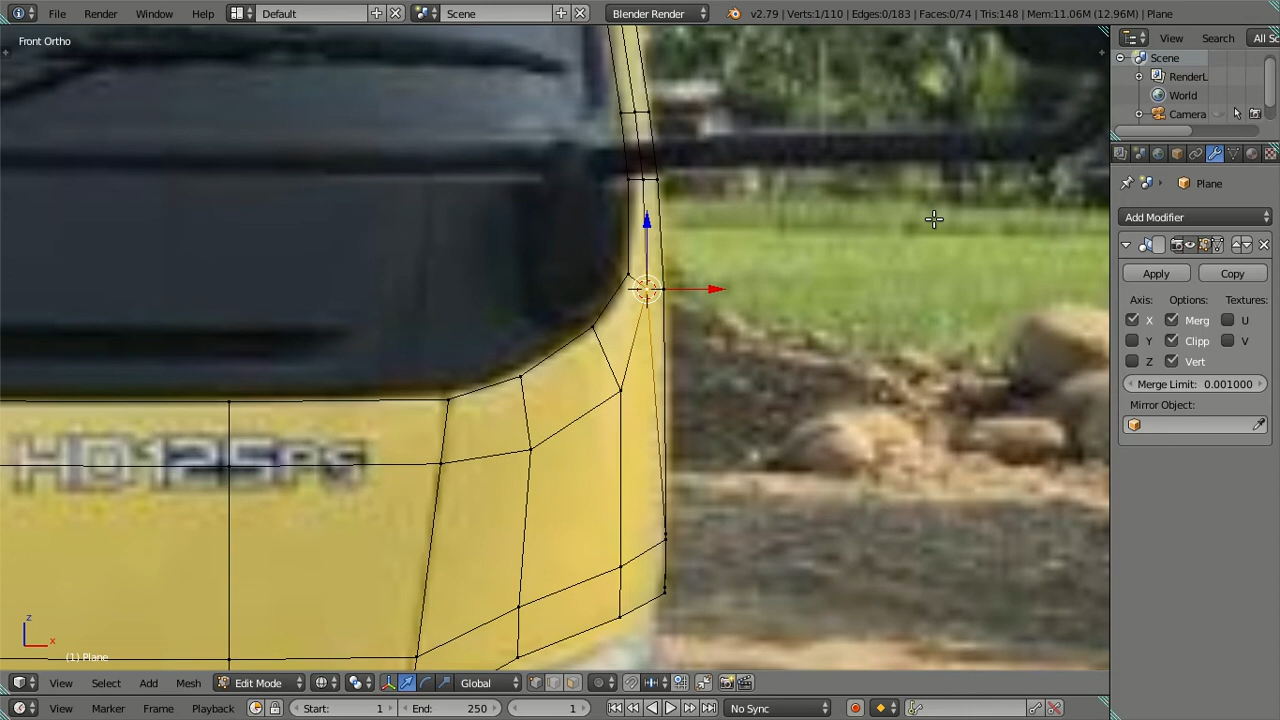 File Render Window Help Default Scene Blender Render v2.79 | Verts:1/110 | Edges:0/183 | Faces:0/74 | Tris:148 | Mem:11.06M (12.96M) | Plane
Front Ortho
View Search All Sc
Scene
RenderL
World
Camera
Plane
Add Modifier
Apply Copy
Axis: Options: Textures:
X Merg U
Y Clipp V
Z Vert
Merge Limit: 0.001000
Mirror Object:
HD125PS
z
x
(1) Plane
View Select Add Mesh Edit Mode Global
View Marker Frame Playback Start: 1 End: 250 1 No Sync